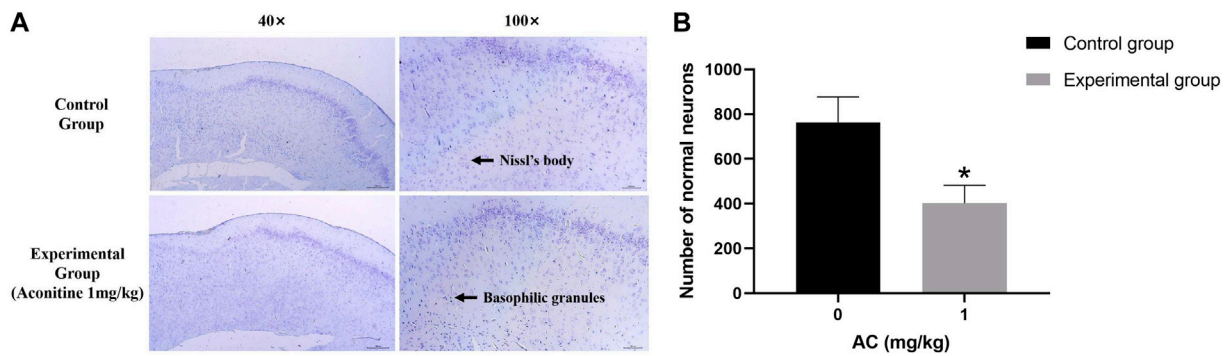 A
40×
100×
Control
Group
Nissl's body
Experimental
Group
(Aconitine 1mg/kg)
Basophilic granules
B
Control group
Experimental group
Number of normal neurons
1000
800
600
400
200
0
*
0
1
AC (mg/kg)